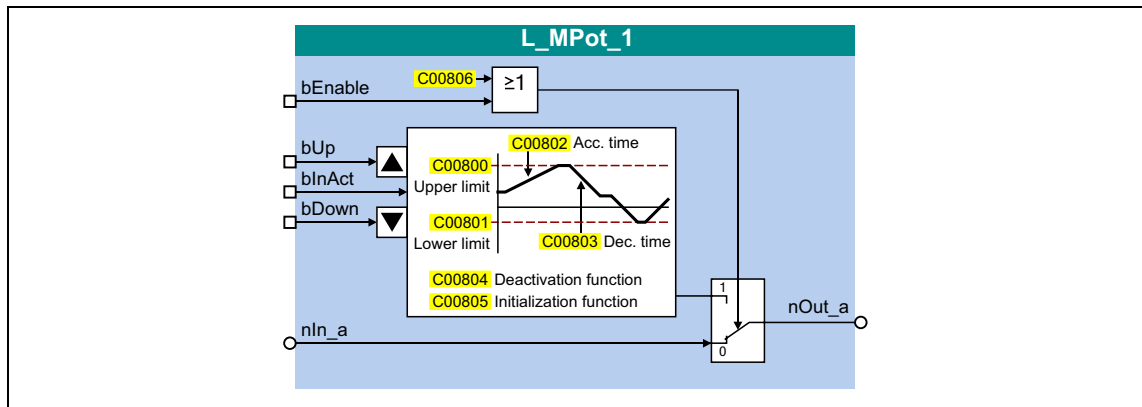 L_MPot_1
C00806
≥1
bEnable
C00802 Acc. time
bUp
C00800
Upper limit
bInAct
bDown
C00801
Lower limit
C00803 Dec. time
C00804 Deactivation function
C00805 Initialization function
1
nOut_a
nIn_a
0